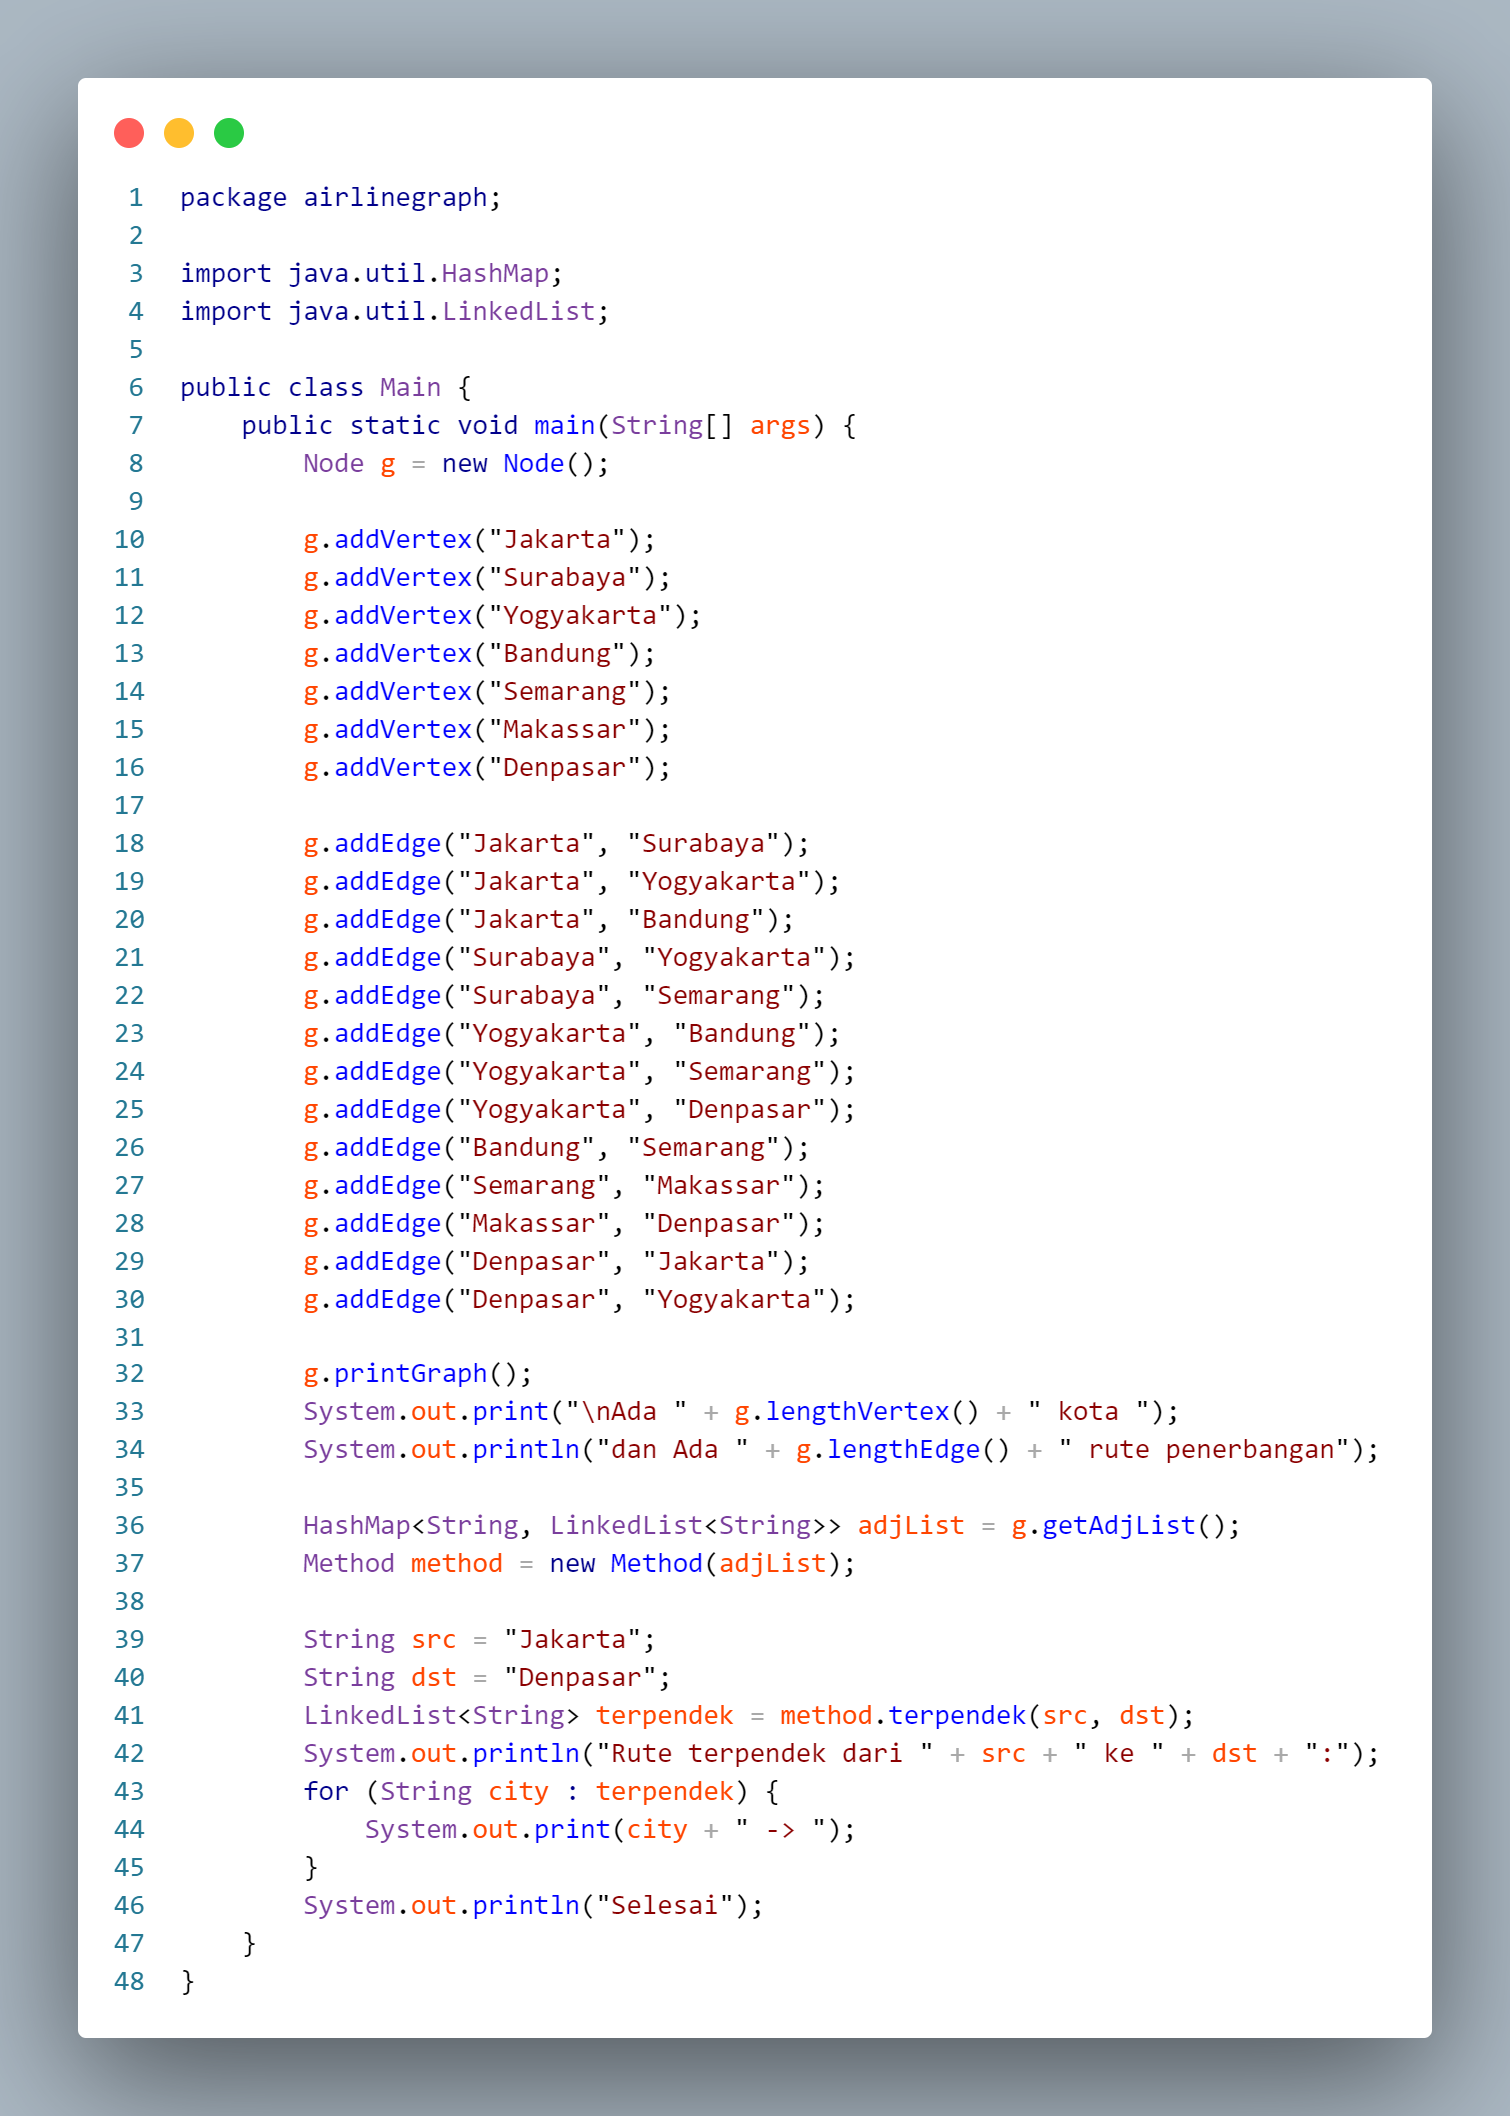 1 package airlinegraph;
2
3 import java.util.HashMap;
4 import java.util.LinkedList;
5
6 public class Main {
7     public static void main(String[] args) {
8         Node g = new Node();
9
10         g.addVertex("Jakarta");
11         g.addVertex("Surabaya");
12         g.addVertex("Yogyakarta");
13         g.addVertex("Bandung");
14         g.addVertex("Semarang");
15         g.addVertex("Makassar");
16         g.addVertex("Denpasar");
17
18         g.addEdge("Jakarta", "Surabaya");
19         g.addEdge("Jakarta", "Yogyakarta");
20         g.addEdge("Jakarta", "Bandung");
21         g.addEdge("Surabaya", "Yogyakarta");
22         g.addEdge("Surabaya", "Semarang");
23         g.addEdge("Yogyakarta", "Bandung");
24         g.addEdge("Yogyakarta", "Semarang");
25         g.addEdge("Yogyakarta", "Denpasar");
26         g.addEdge("Bandung", "Semarang");
27         g.addEdge("Semarang", "Makassar");
28         g.addEdge("Makassar", "Denpasar");
29         g.addEdge("Denpasar", "Jakarta");
30         g.addEdge("Denpasar", "Yogyakarta");
31
32         g.printGraph();
33         System.out.print("\nAda " + g.lengthVertex() + " kota ");
34         System.out.println("dan Ada " + g.lengthEdge() + " rute penerbangan");
35
36         HashMap<String, LinkedList<String>> adjList = g.getAdjList();
37         Method method = new Method(adjList);
38
39         String src = "Jakarta";
40         String dst = "Denpasar";
41         LinkedList<String> terpendek = method.terpendek(src, dst);
42         System.out.println("Rute terpendek dari " + src + " ke " + dst + ":");
43         for (String city : terpendek) {
44             System.out.print(city + " -> ");
45         }
46         System.out.println("Selesai");
47     }
48 }